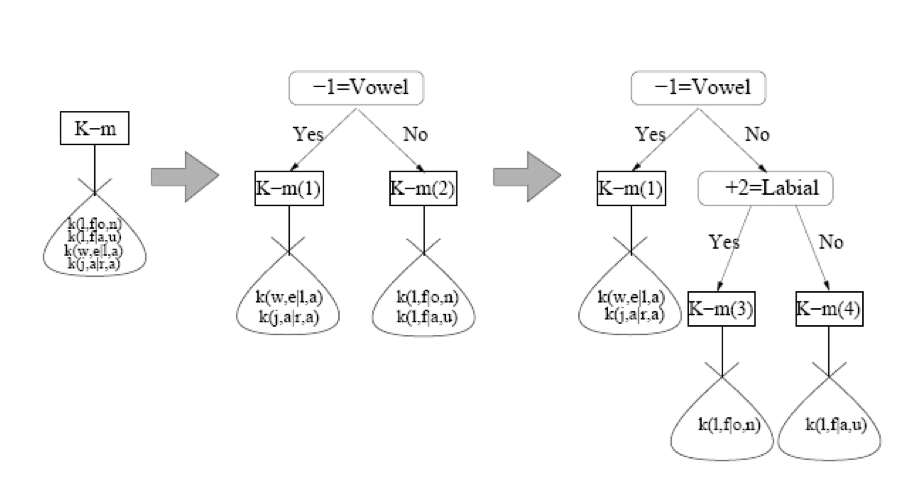 K−m
k(l,f|o,n)
k(l,f|a,u)
k(w,e|l,a)
k(j,a|r,a)
−1=Vowel
Yes No
K−m(1) K−m(2)
k(w,e|l,a)
k(j,a|r,a)
k(l,f|o,n)
k(l,f|a,u)
−1=Vowel
Yes No
K−m(1) +2=Labial
k(w,e|l,a)
k(j,a|r,a)
Yes No
K−m(3) K−m(4)
k(l,f|o,n) k(l,f|a,u)